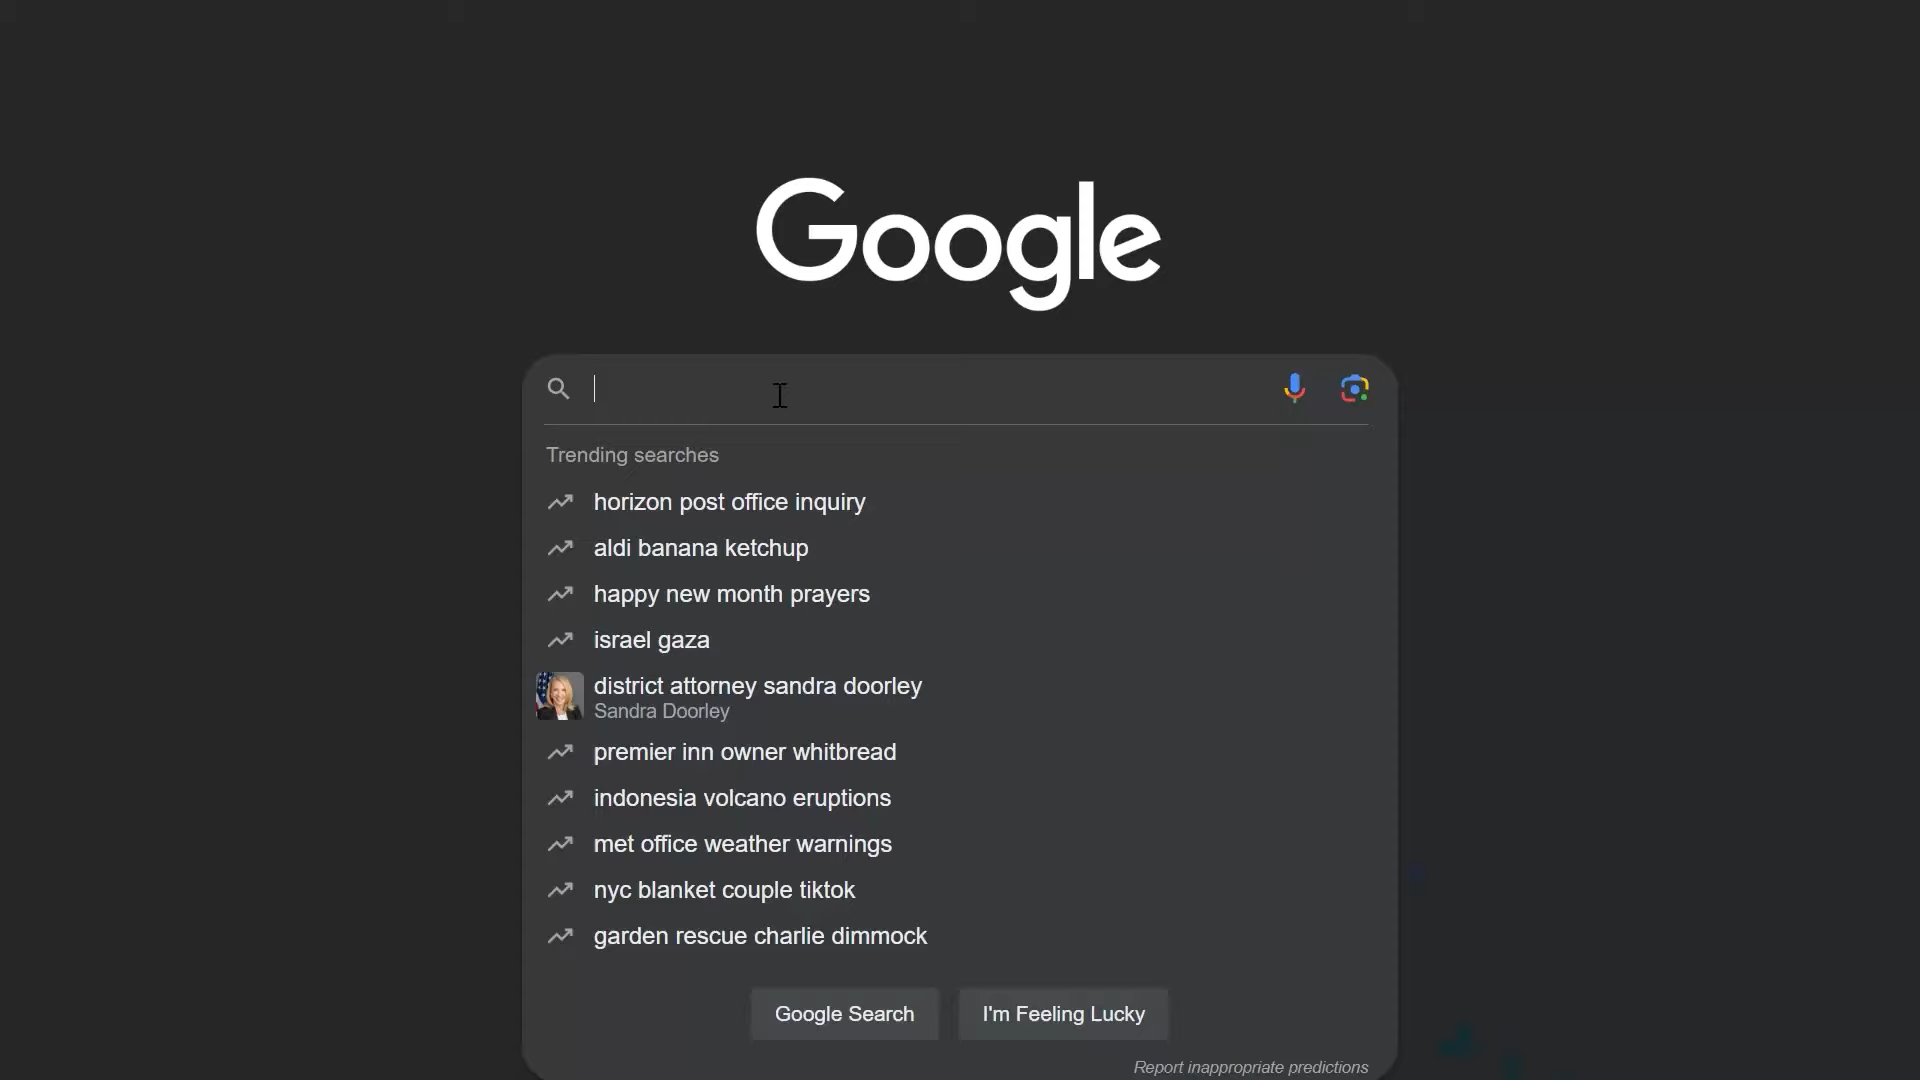 Google
Trending searches
horizon post office inquiry
aldi banana ketchup
happy new month prayers
israel gaza
district attorney sandra doorley
Sandra Doorley
premier inn owner whitbread
indonesia volcano eruptions
met office weather warnings
nyc blanket couple tiktok
garden rescue charlie dimmock
Google Search I'm Feeling Lucky
Report inappropriate predictions